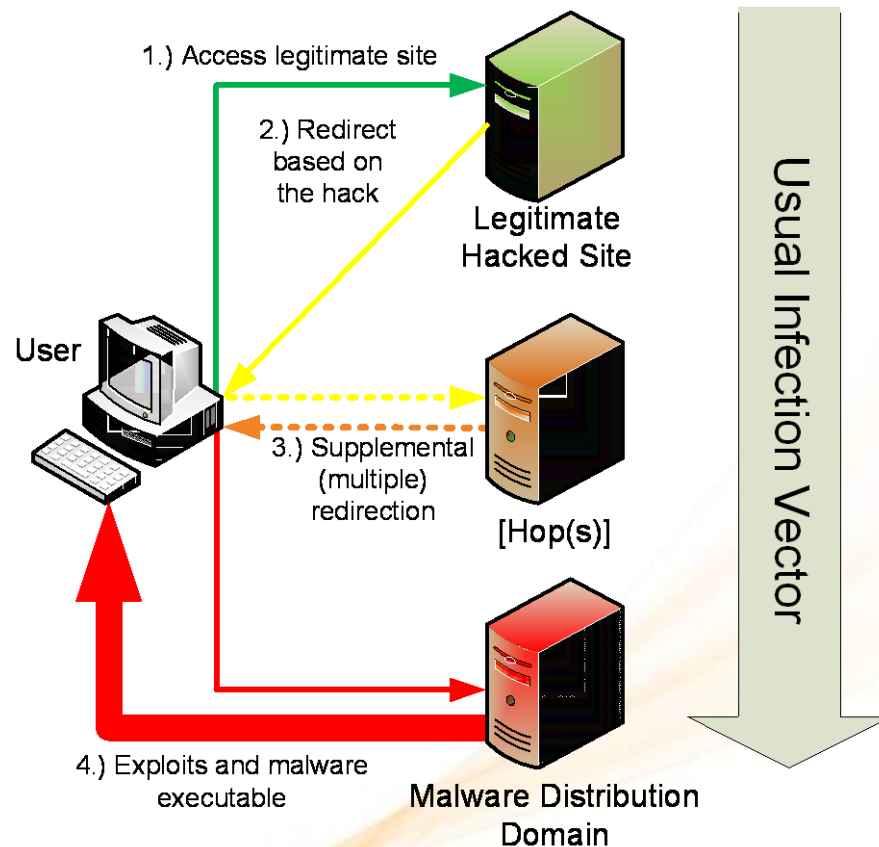 1.) Access legitimate site
2.) Redirect
based on
the hack
Legitimate
Hacked Site
User
3.) Supplemental
(multiple)
redirection
[Hop(s)]
4.) Exploits and malware
executable
Malware Distribution
Domain
Usual Infection Vector